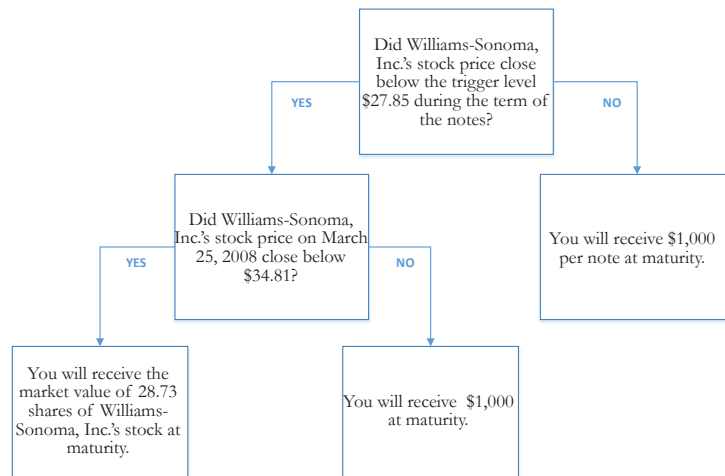 Did Williams-Sonoma,
Inc.'s stock price close
below the trigger level
$27.85 during the term of
the notes?
YES
NO
Did Williams-Sonoma,
Inc.'s stock price on March
25, 2008 close below
$34.81?
You will receive $1,000
per note at maturity.
YES
NO
You will receive the
market value of 28.73
shares of Williams-
Sonoma, Inc.'s stock at
maturity.
You will receive $1,000
at maturity.